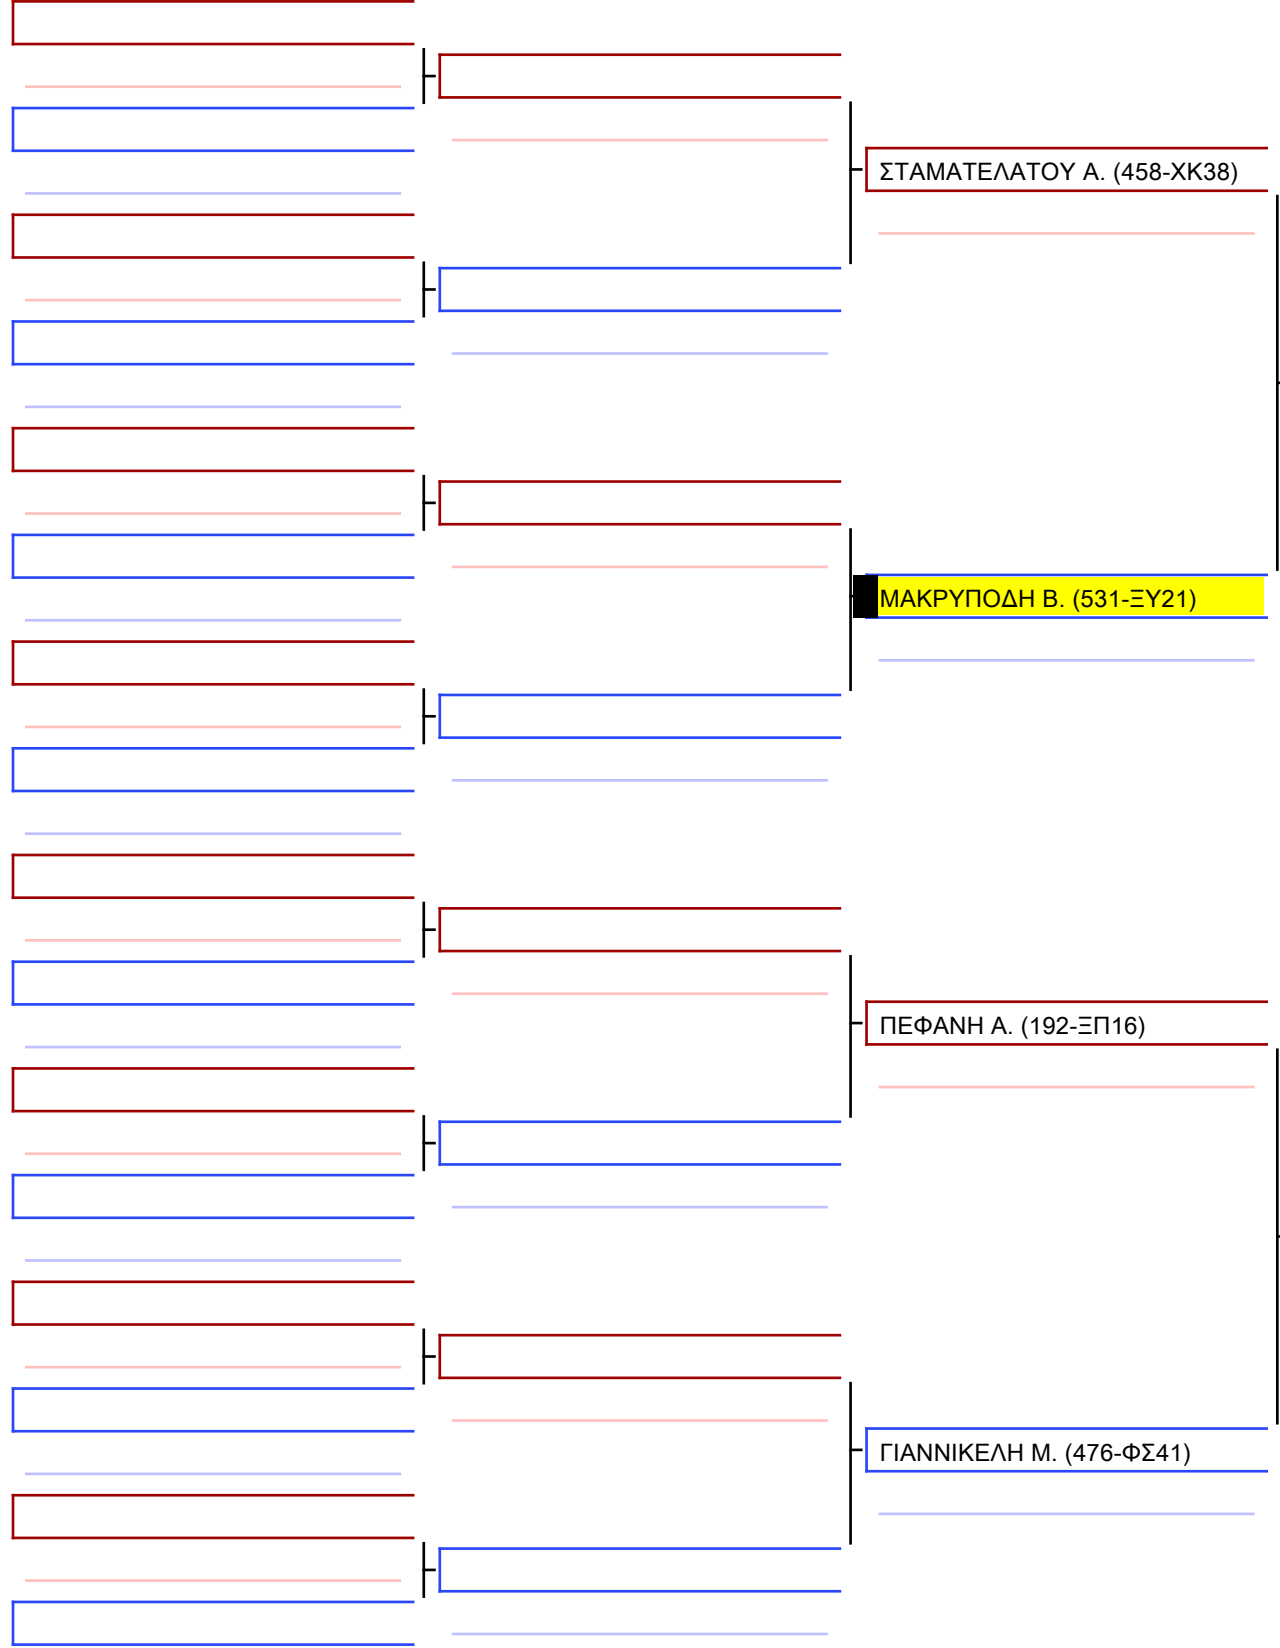 ΣΤΑΜΑΤΕΛΑΤΟΥ Α. (458-ΧΚ38)
ΜΑΚΡΥΠΟΔΗ Β. (531-ΞΥ21)
ΠΕΦΑΝΗ Α. (192-ΞΠ16)
ΓΙΑΝΝΙΚΕΛΗ Μ. (476-ΦΣ41)